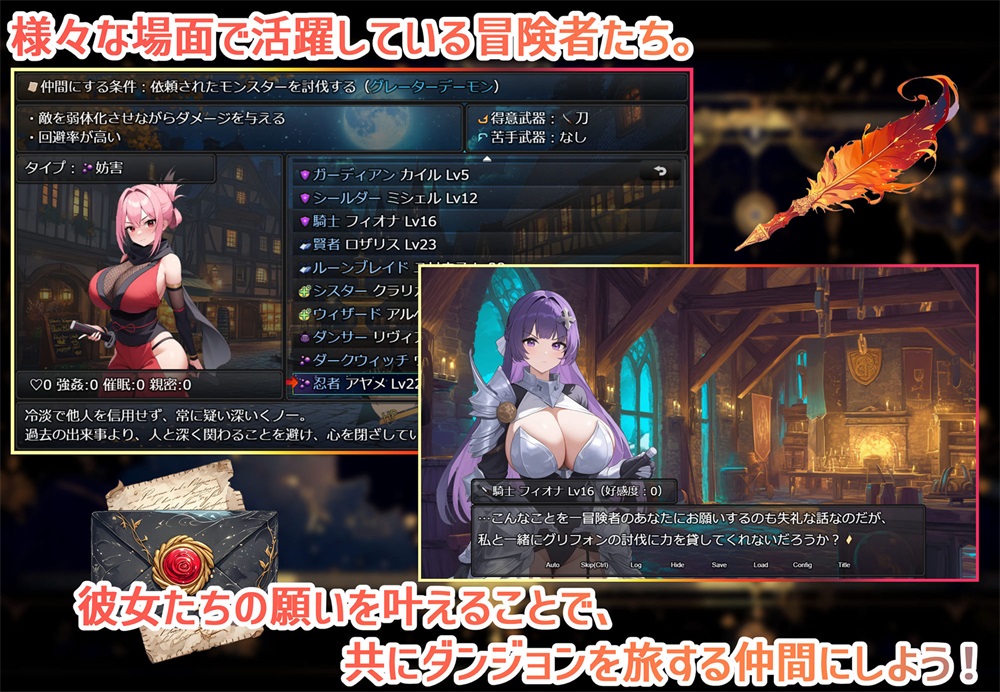 様々な場面で活躍している冒険者たち。
仲間にする条件：依頼されたモンスターを討伐する（グレーターデーモン）
・敵を弱体化させながらダメージを与える
・回避率が高い
得意武器：刀
苦手武器：なし
タイプ：妨害
ガーディアン カイル Lv5
シールダー ミシェル Lv12
騎士 フィオナ Lv16
賢者 ロザリス Lv23
ルーンブレイド
シスター クラリ
ウィザード アル
ダンサー リヴィ
ダークウィッチ
忍者 アヤメ Lv22
♡0 強姦:0 催眠:0 親密:0
冷淡で他人を信用せず、常に疑い深いくノ一。
過去の出来事より、人と深く関わることを避け、心を閉ざしてい
騎士 フィオナ Lv16（好感度：0）
…こんなことを一冒険者のあなたにお願いするのも失礼な話なのだが、
私と一緒にグリフォンの討伐に力を貸してくれないだろうか？
Auto Skip(Ctrl) Log Hide Save Load Config Title
彼女たちの願いを叶えることで、
共にダンジョンを旅する仲間にしよう！